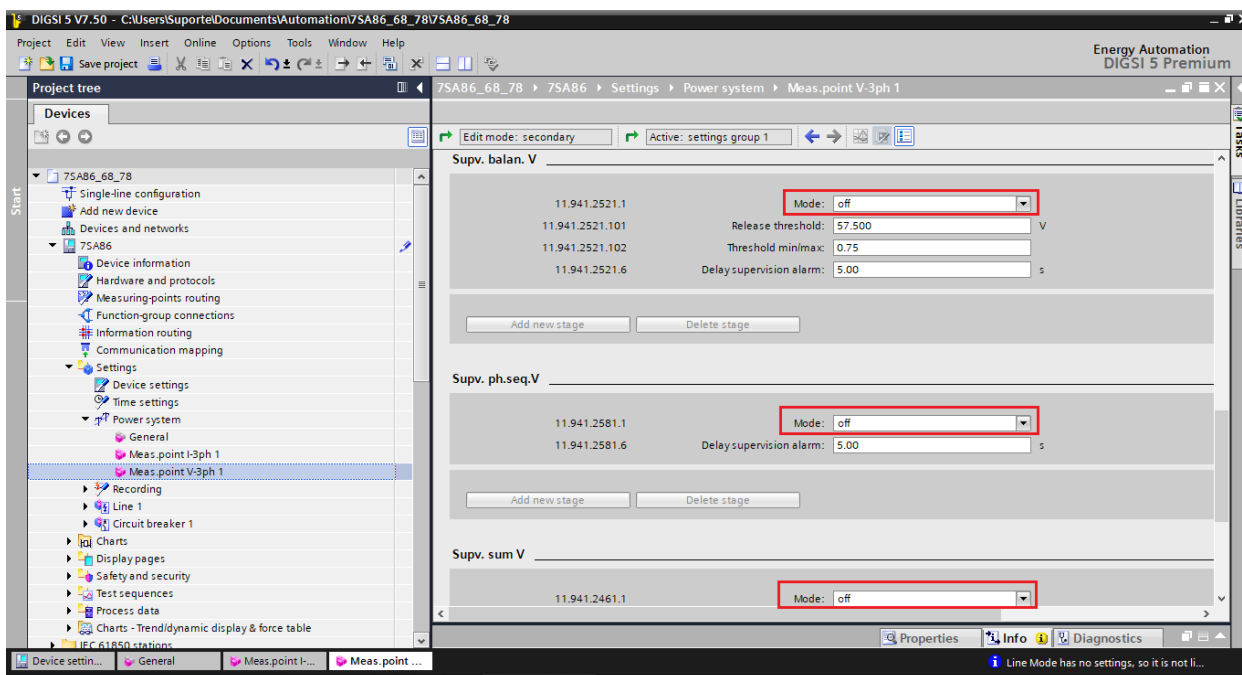 DIGSI 5 V7.50 - C:\Users\Suporte\Documents\Automation\7SA86_68_78\7SA86_68_78
Project Edit View Insert Online Options Tools Window Help
Energy Automation
DIGSI 5 Premium
Save project
Project tree
7SA86_68_78 Settings Power system Meas.point V-3ph 1
7SA86
Devices
Edit mode: secondary
Active: settings group 1
Start
Tasks
Libraries
7SA86_68_78
Single-line configuration
Add new device
Devices and networks
7SA86
Device information
Hardware and protocols
Measuring-points routing
Function-group connections
Information routing
Communication mapping
Settings
Device settings
Time settings
Power system
General
Meas.point I-3ph 1
Meas.point V-3ph 1
Recording
Line 1
Circuit breaker 1
Charts
Display pages
Safety and security
Test sequences
Process data
Charts - Trend/dynamic display & force table
IEC 61850 stations
Supv. balan. V
11.941.2521.1 Mode: off
11.941.2521.101 Release threshold: 57.500 V
11.941.2521.102 Threshold min/max: 0.75
11.941.2521.6 Delay supervision alarm: 5.00 s
Add new stage Delete stage
Supv. ph.seq.V
11.941.2581.1 Mode: off
11.941.2581.6 Delay supervision alarm: 5.00 s
Add new stage Delete stage
Supv. sum V
11.941.2461.1 Mode: off
Properties Info Diagnostics
Device settin... General Meas.point I-... Meas.point ...
Line Mode has no settings, so it is not li...